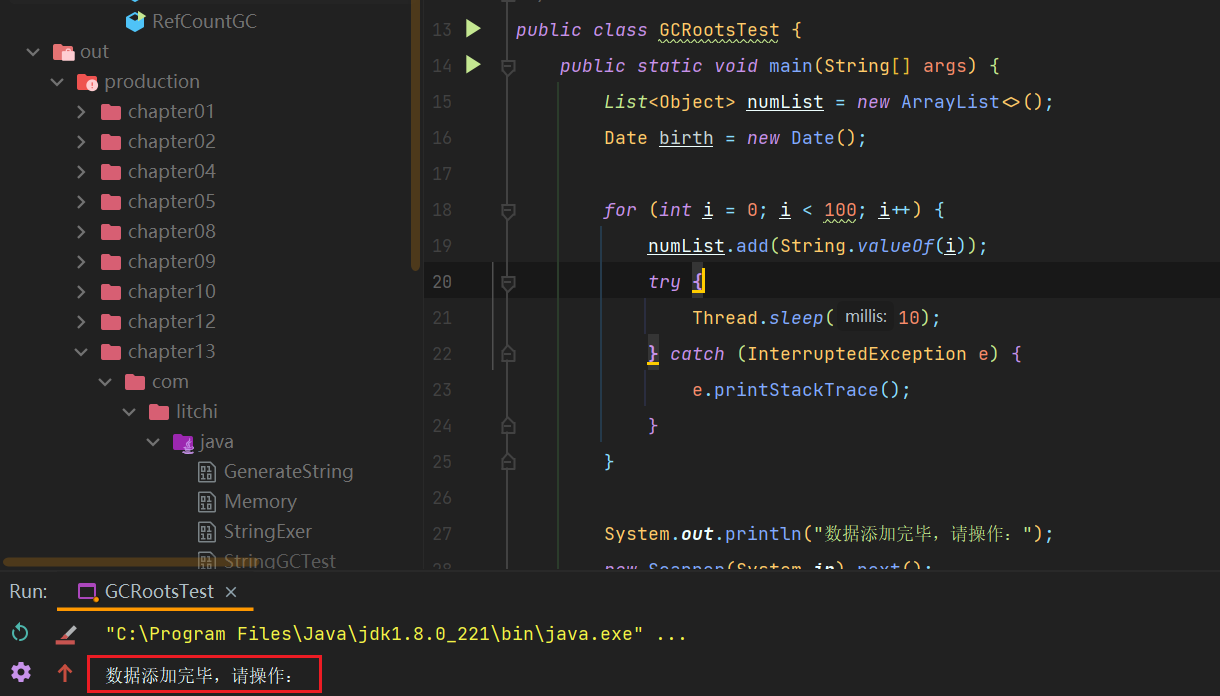 RefCountGC
out
production
chapter01
chapter02
chapter04
chapter05
chapter08
chapter09
chapter10
chapter12
chapter13
com
litchi
java
GenerateString
Memory
StringExer
StringGCTest
13 public class GCRootsTest {
14 public static void main(String[] args) {
15 List<Object> numList = new ArrayList<>();
16 Date birth = new Date();
17
18 for (int i = 0; i < 100; i++) {
19 numList.add(String.valueOf(i));
20 try {
21 Thread.sleep( millis: 10);
22 } catch (InterruptedException e) {
23 e.printStackTrace();
24 }
25 }
26
27 System.out.println("数据添加完毕，请操作：");
28 new Scanner(System.in).next();
Run: GCRootsTest ×
"C:\Program Files\Java\jdk1.8.0_221\bin\java.exe" ...
数据添加完毕，请操作：